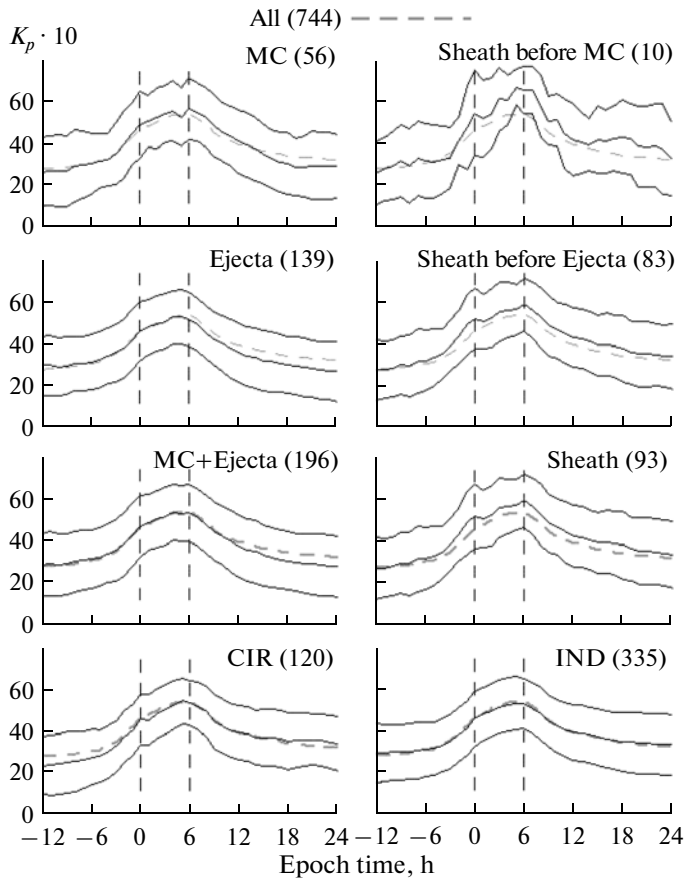 All (744)
K_p · 10
MC (56)
Sheath before MC (10)
60
40
20
0
Ejecta (139)
Sheath before Ejecta (83)
60
40
20
0
MC+Ejecta (196)
Sheath (93)
60
40
20
0
CIR (120)
IND (335)
60
40
20
0
−12 −6 0 6 12 18 24 −12 −6 0 6 12 18 24
Epoch time, h